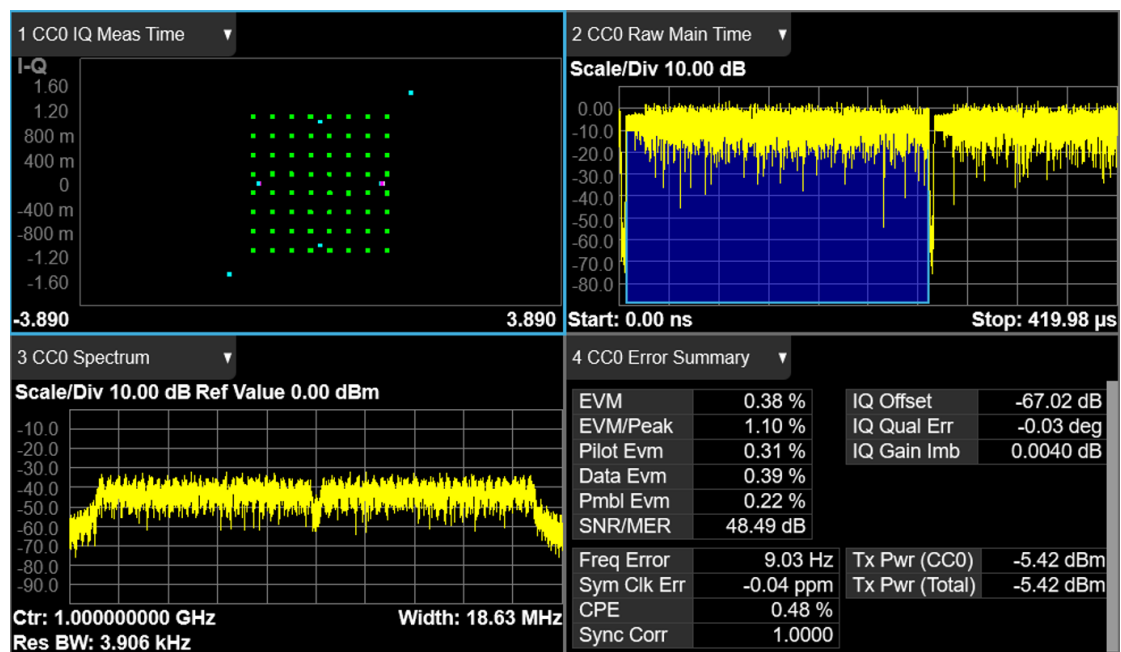 1 CC0 IQ Meas Time ▼
I-Q
1.60
1.20
800 m
400 m
0
-400 m
-800 m
-1.20
-1.60
-3.890 3.890
2 CC0 Raw Main Time ▼
Scale/Div 10.00 dB
0.00
-10.0
-20.0
-30.0
-40.0
-50.0
-60.0
-70.0
-80.0
Start: 0.00 ns Stop: 419.98 µs
3 CC0 Spectrum ▼
Scale/Div 10.00 dB Ref Value 0.00 dBm
-10.0
-20.0
-30.0
-40.0
-50.0
-60.0
-70.0
-80.0
-90.0
Ctr: 1.000000000 GHz Width: 18.63 MHz
Res BW: 3.906 kHz
4 CC0 Error Summary ▼
EVM 0.38 % IQ Offset -67.02 dB
EVM/Peak 1.10 % IQ Qual Err -0.03 deg
Pilot Evm 0.31 % IQ Gain Imb 0.0040 dB
Data Evm 0.39 %
Pmbl Evm 0.22 %
SNR/MER 48.49 dB
Freq Error 9.03 Hz Tx Pwr (CC0) -5.42 dBm
Sym Clk Err -0.04 ppm Tx Pwr (Total) -5.42 dBm
CPE 0.48 %
Sync Corr 1.0000